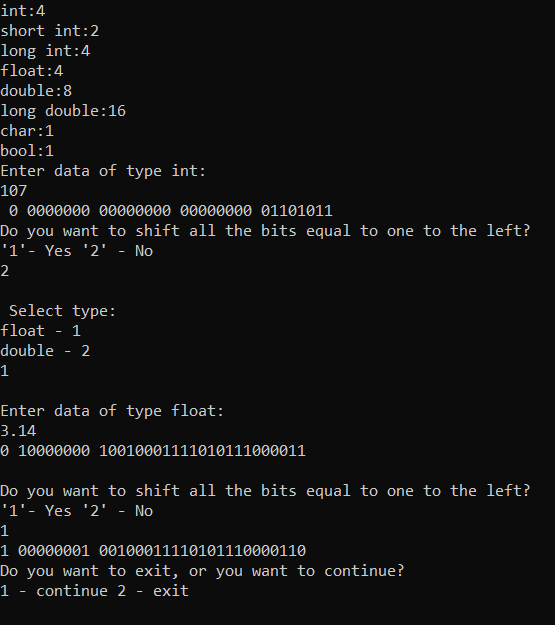 int:4
short int:2
long int:4
float:4
double:8
long double:16
char:1
bool:1
Enter data of type int:
107
0 0000000 00000000 00000000 01101011
Do you want to shift all the bits equal to one to the left?
'1'- Yes '2' - No
2
Select type:
float - 1
double - 2
1
Enter data of type float:
3.14
0 10000000 10010001111010111000011
Do you want to shift all the bits equal to one to the left?
'1'- Yes '2' - No
1
1 00000001 00100011110101110000110
Do you want to exit, or you want to continue?
1 - continue 2 - exit